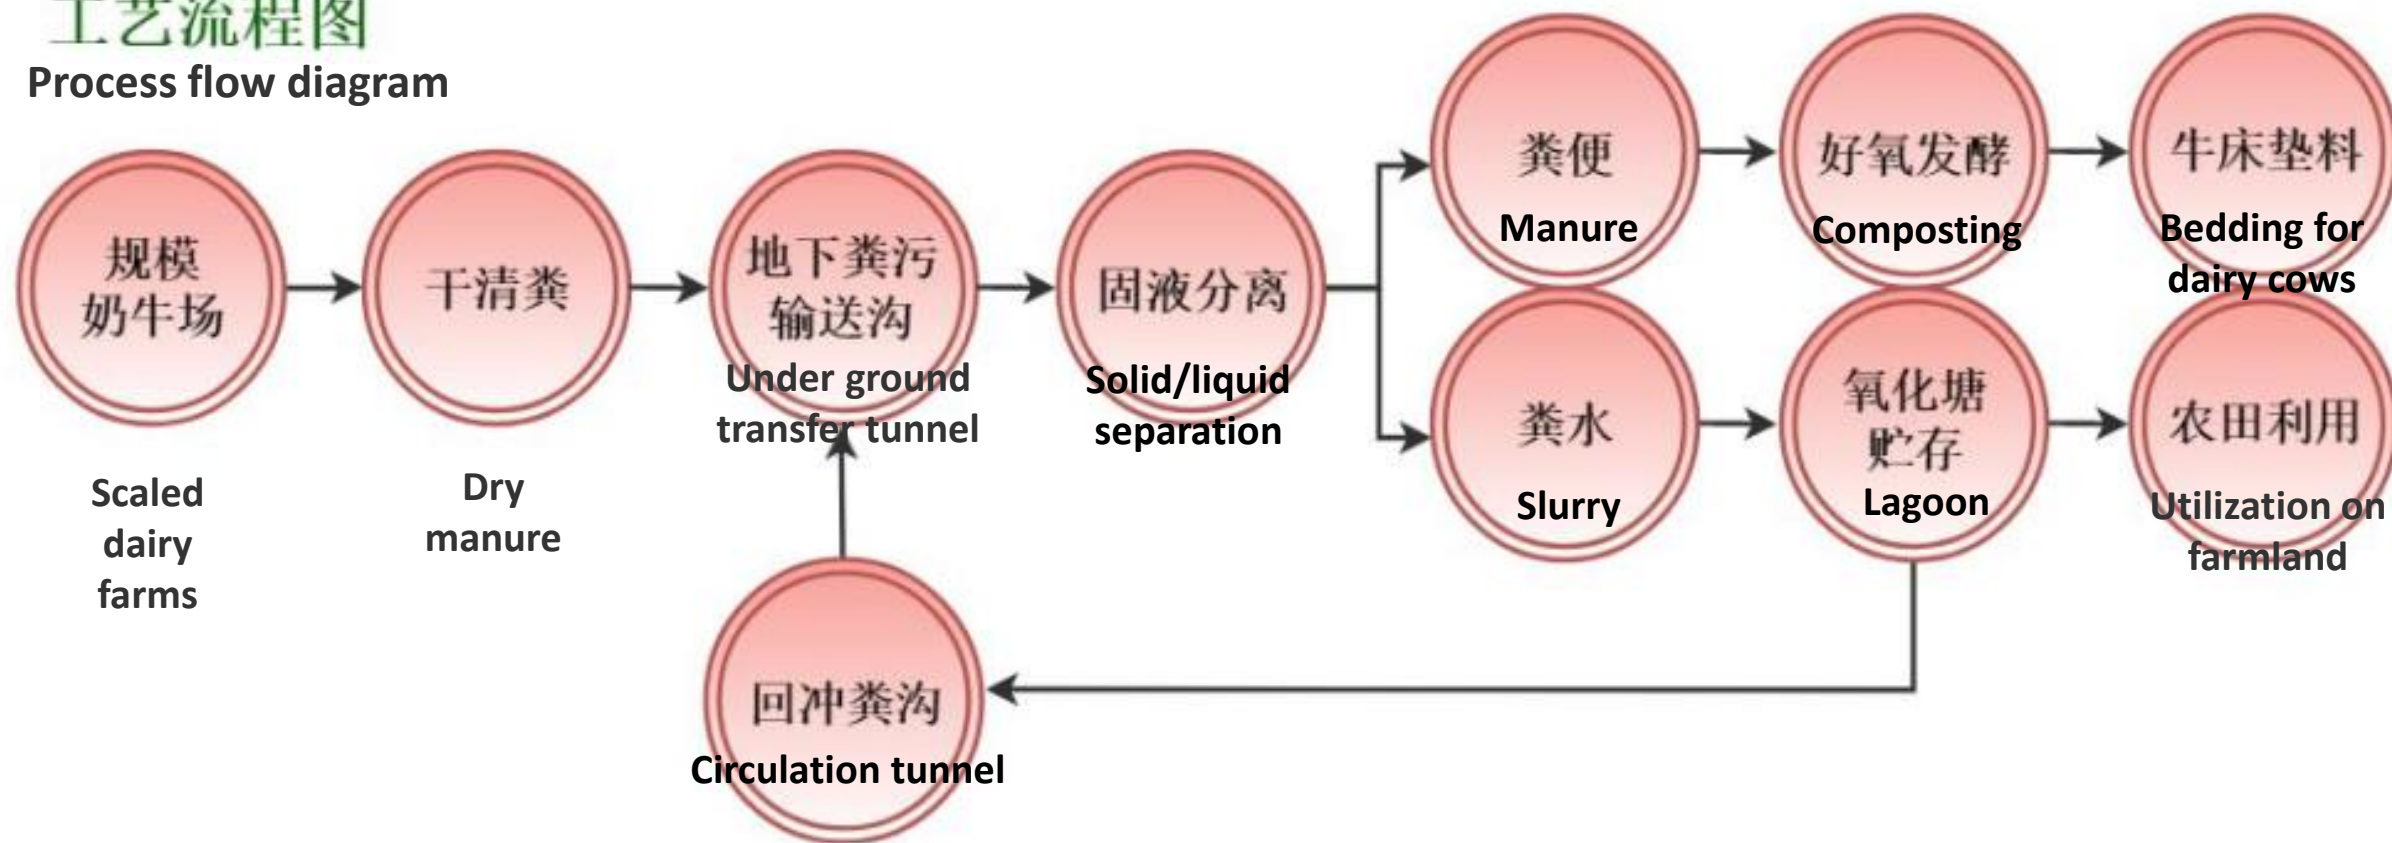 工艺流程图
Process flow diagram
规模
奶牛场
Scaled
dairy
farms
干清粪
Dry
manure
地下粪污
输送沟
Under ground
transfer tunnel
固液分离
Solid/liquid
separation
粪便
Manure
好氧发酵
Composting
牛床垫料
Bedding for
dairy cows
粪水
Slurry
氧化塘
贮存
Lagoon
农田利用
Utilization on
farmland
回冲粪沟
Circulation tunnel